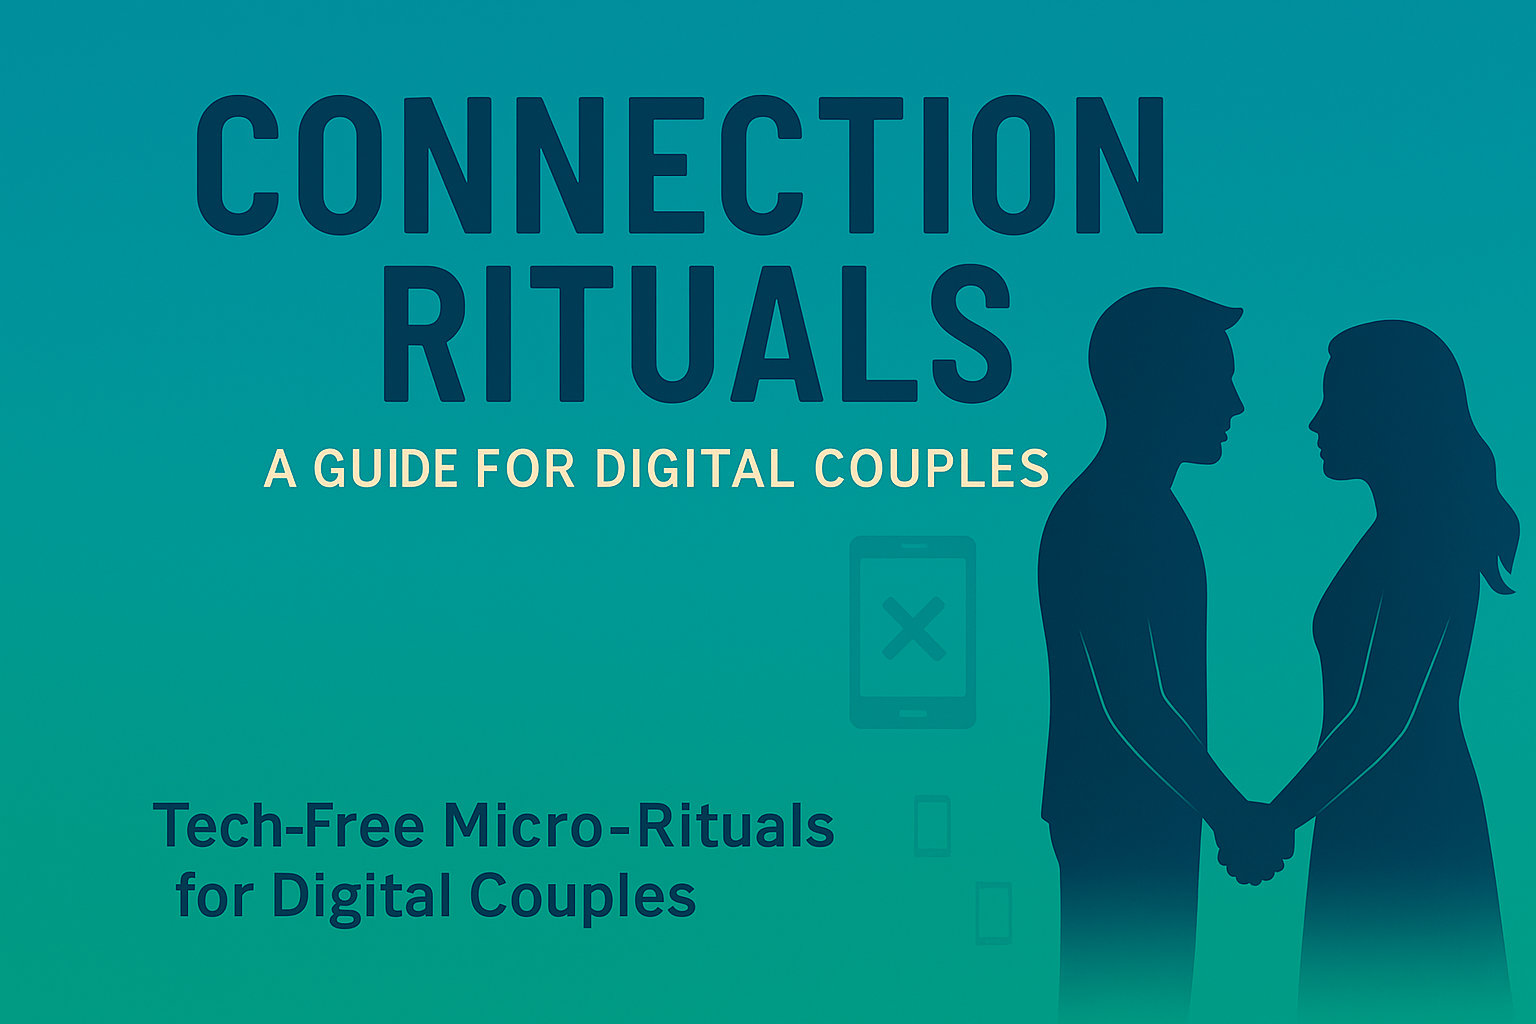 CONNECTION
RITUALS
A GUIDE FOR DIGITAL COUPLES
Tech-Free Micro-Rituals
for Digital Couples